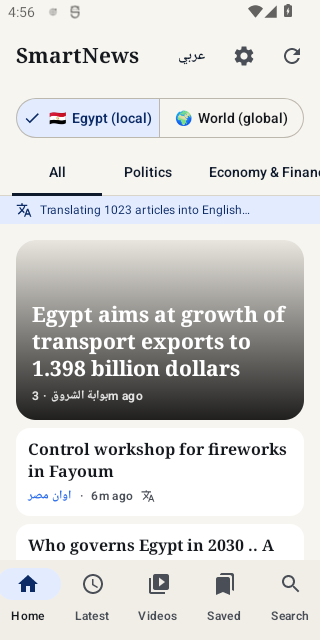 4:56
SmartNews
عربي
Egypt (local)
World (global)
All
Politics
Economy & Financ
Translating 1023 articles into English...
Egypt aims at growth of
transport exports to
1.398 billion dollars
3 · بوابة الشروقm ago
Control workshop for fireworks
in Fayoum
اوان مصر · 6m ago
Who governs Egypt in 2030 .. A
Home
Latest
Videos
Saved
Search